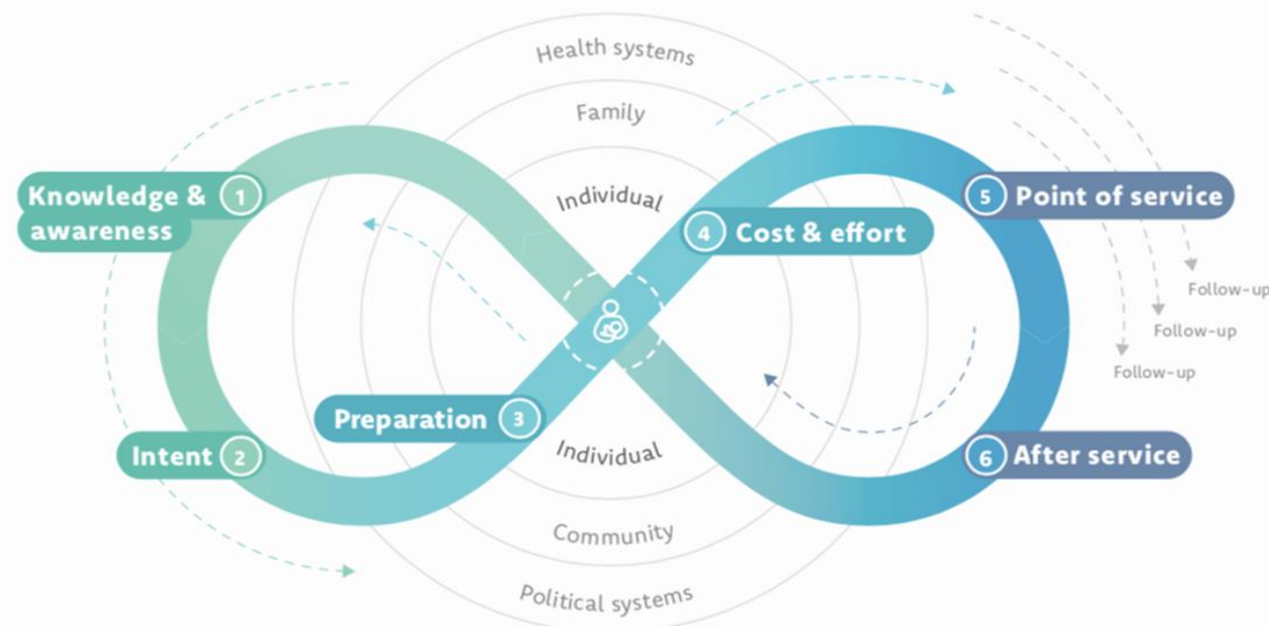 Health systems
Family
Individual
Knowledge & 1
awareness
4 Cost & effort
5 Point of service
Follow-up
Follow-up
Follow-up
Preparation 3
Intent 2
Individual
6 After service
Community
Political systems